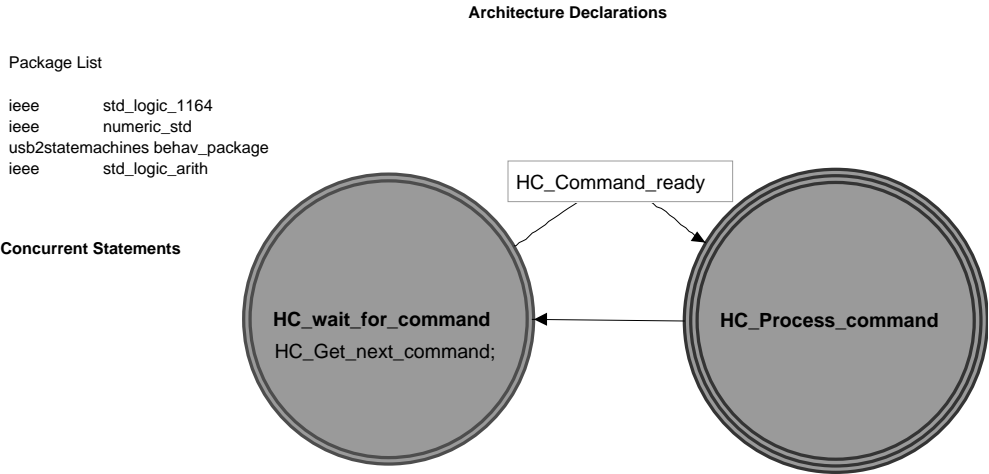 Architecture Declarations
Package List
ieee std_logic_1164
ieee numeric_std
usb2statemachines behav_package
ieee std_logic_arith
HC_Command_ready
Concurrent Statements
HC_wait_for_command
HC_Get_next_command;
HC_Process_command